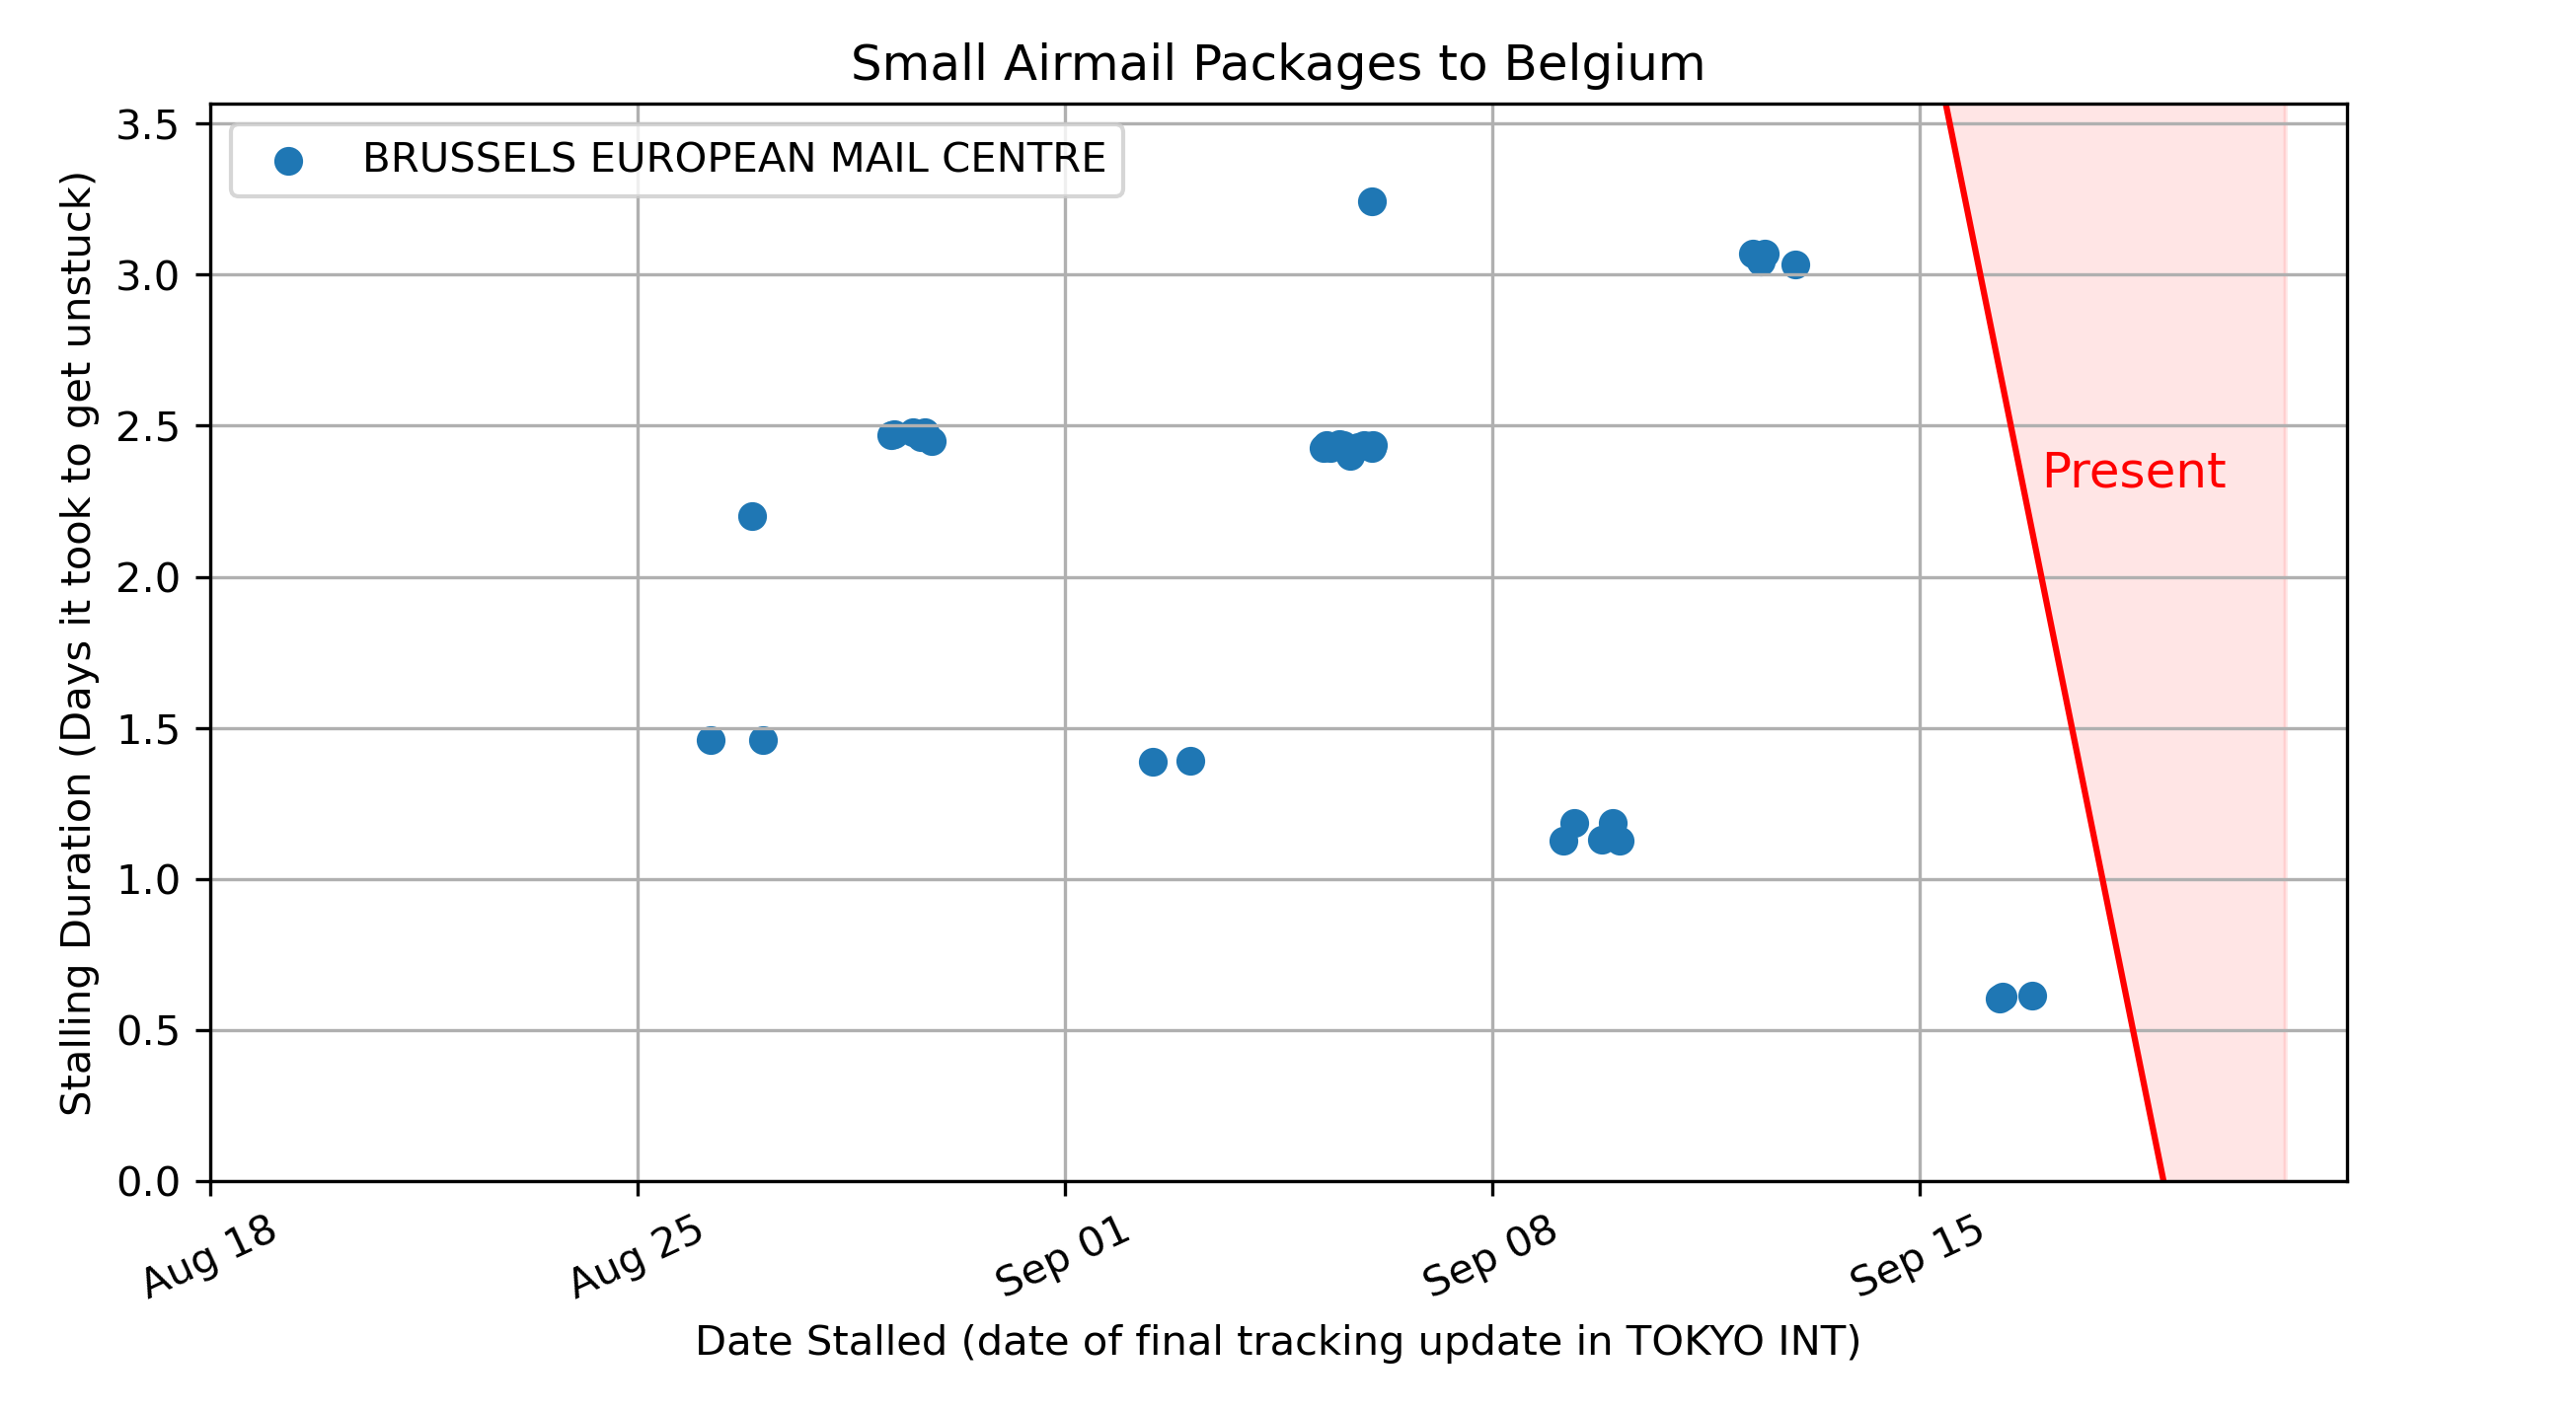 Small Airmail Packages to Belgium
BRUSSELS EUROPEAN MAIL CENTRE
Stalling Duration (Days it took to get unstuck)
3.5
3.0
2.5
2.0
1.5
1.0
0.5
0.0
Present
Aug 18
Aug 25
Sep 01
Sep 08
Sep 15
Date Stalled (date of final tracking update in TOKYO INT)